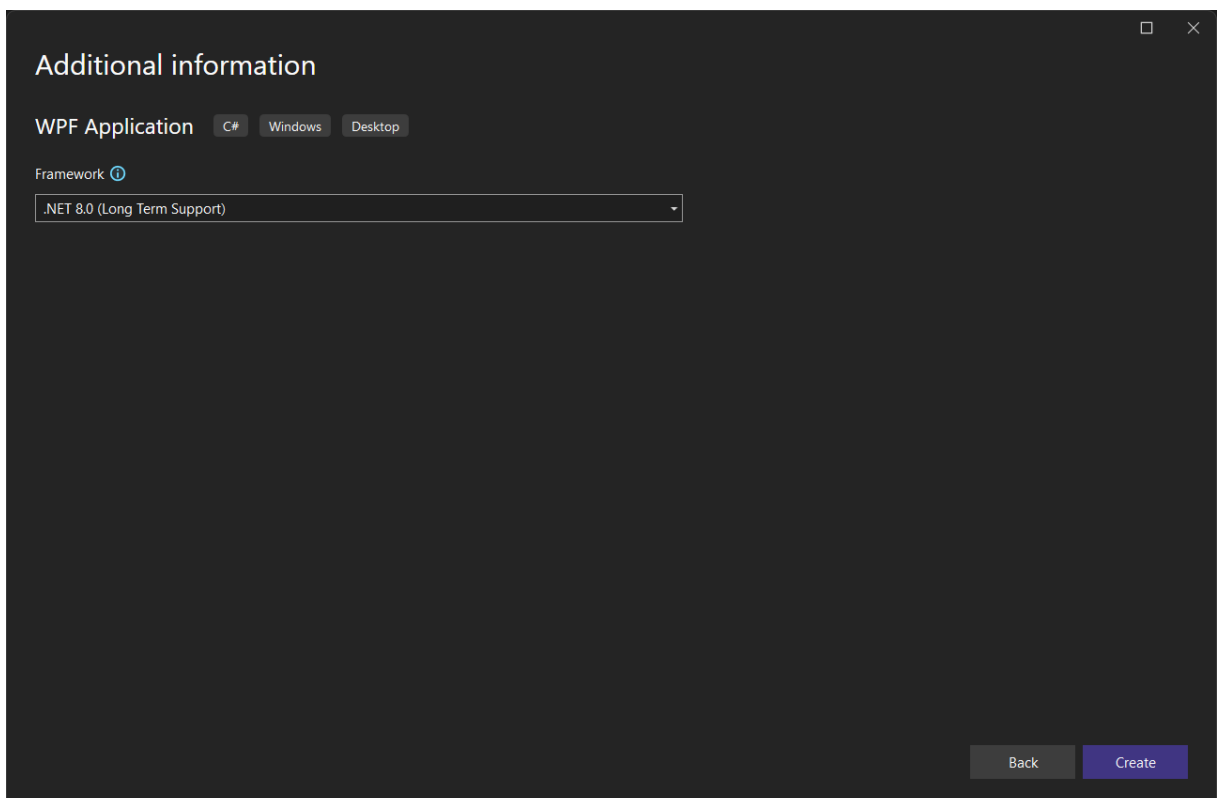 Additional information
WPF Application C# Windows Desktop
Framework
.NET 8.0 (Long Term Support)
Back Create